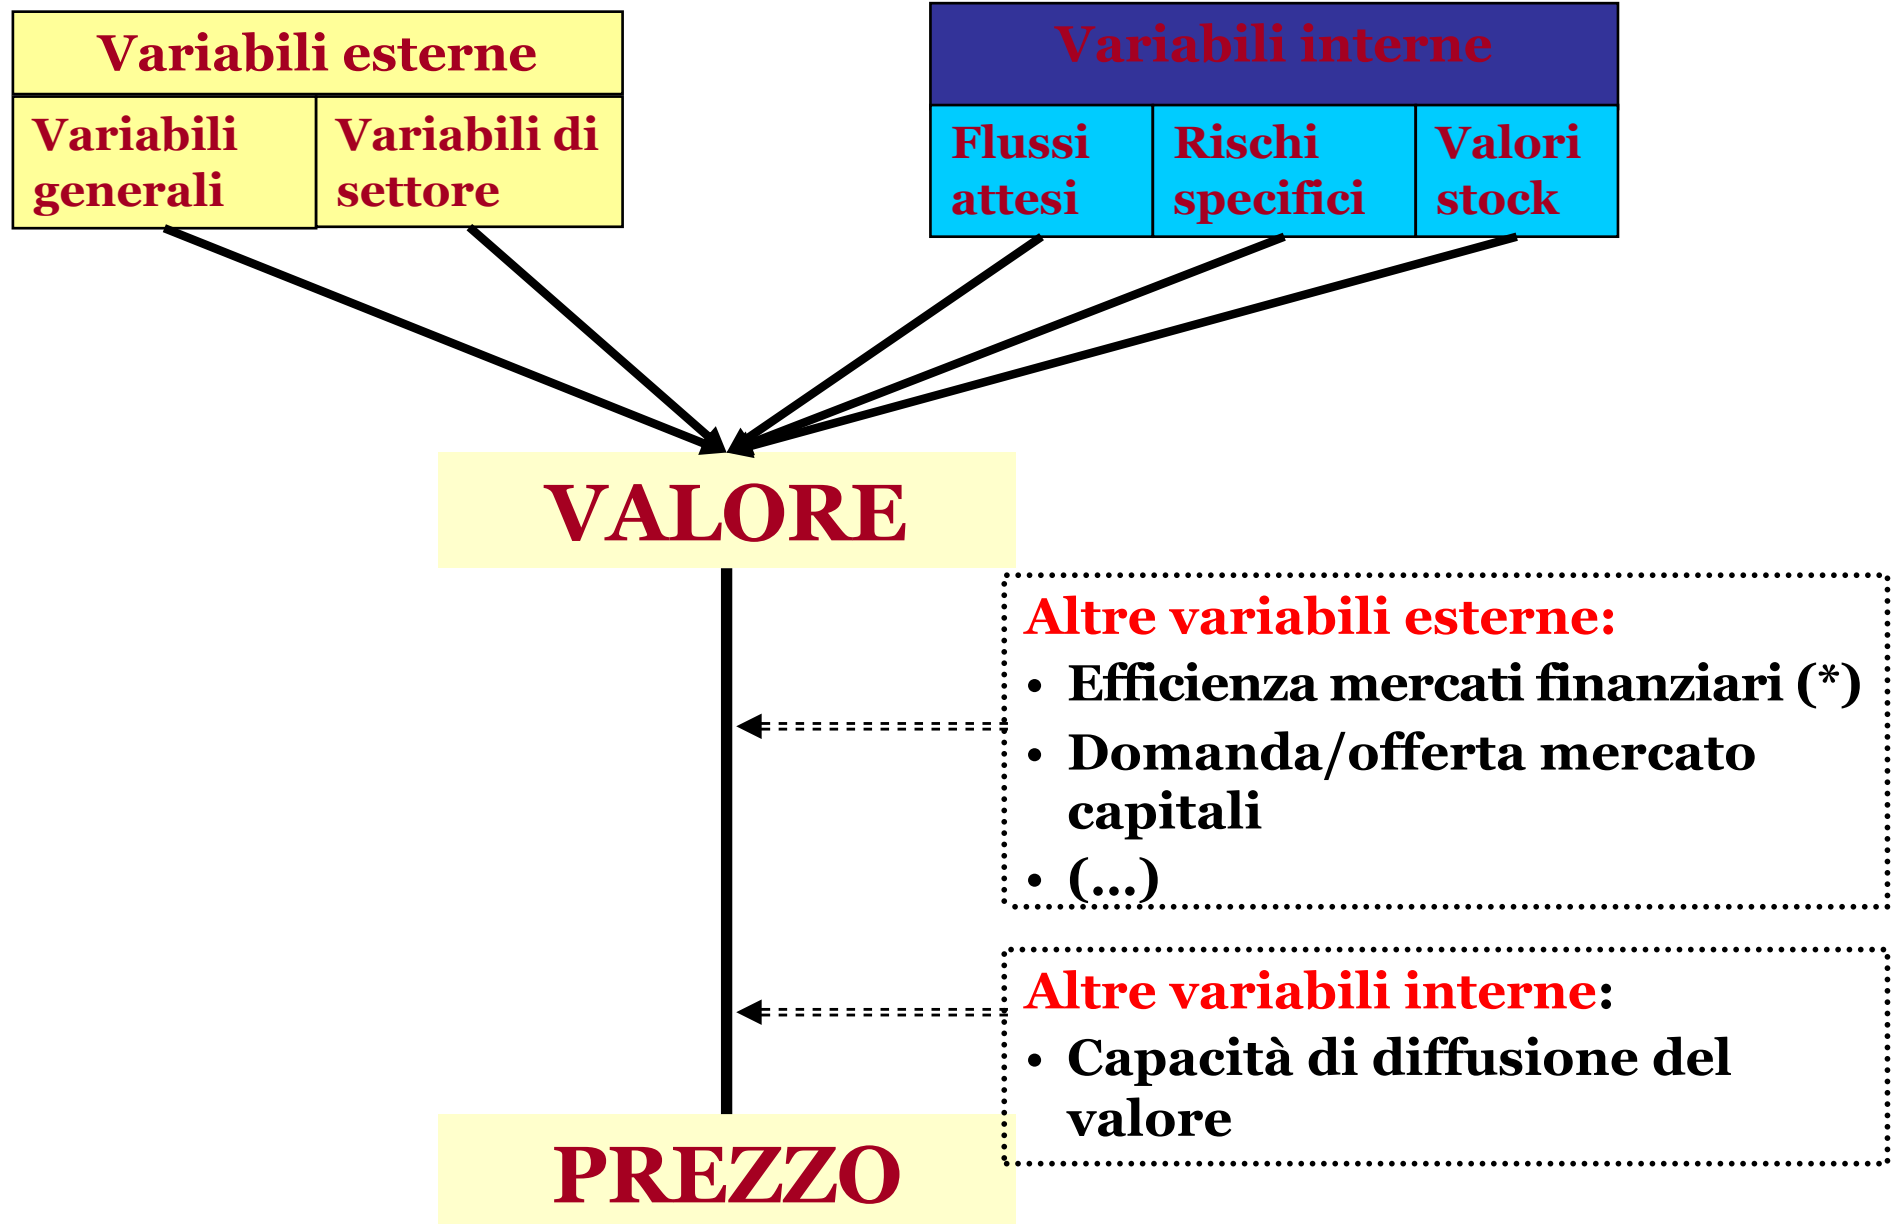 Variabili esterne
Variabili
generali
Variabili di
settore
Variabili interne
Flussi
attesi
Rischi
specifici
Valori
stock
VALORE
Altre variabili esterne:
• Efficienza mercati finanziari (*)
• Domanda/offerta mercato
capitali
• (…)
Altre variabili interne:
• Capacità di diffusione del
valore
PREZZO